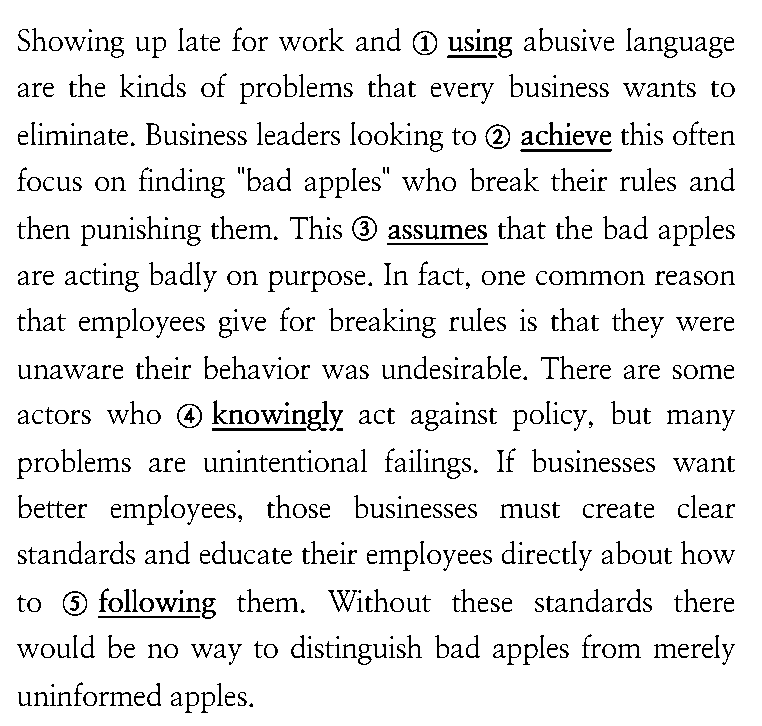 Showing up late for work and ① using abusive language
are the kinds of problems that every business wants to
eliminate. Business leaders looking to ② achieve this often
focus on finding "bad apples" who break their rules and
then punishing them. This ③ assumes that the bad apples
are acting badly on purpose. In fact, one common reason
that employees give for breaking rules is that they were
unaware their behavior was undesirable. There are some
actors who ④ knowingly act against policy, but many
problems are unintentional failings. If businesses want
better employees, those businesses must create clear
standards and educate their employees directly about how
to ⑤ following them. Without these standards there
would be no way to distinguish bad apples from merely
uninformed apples.